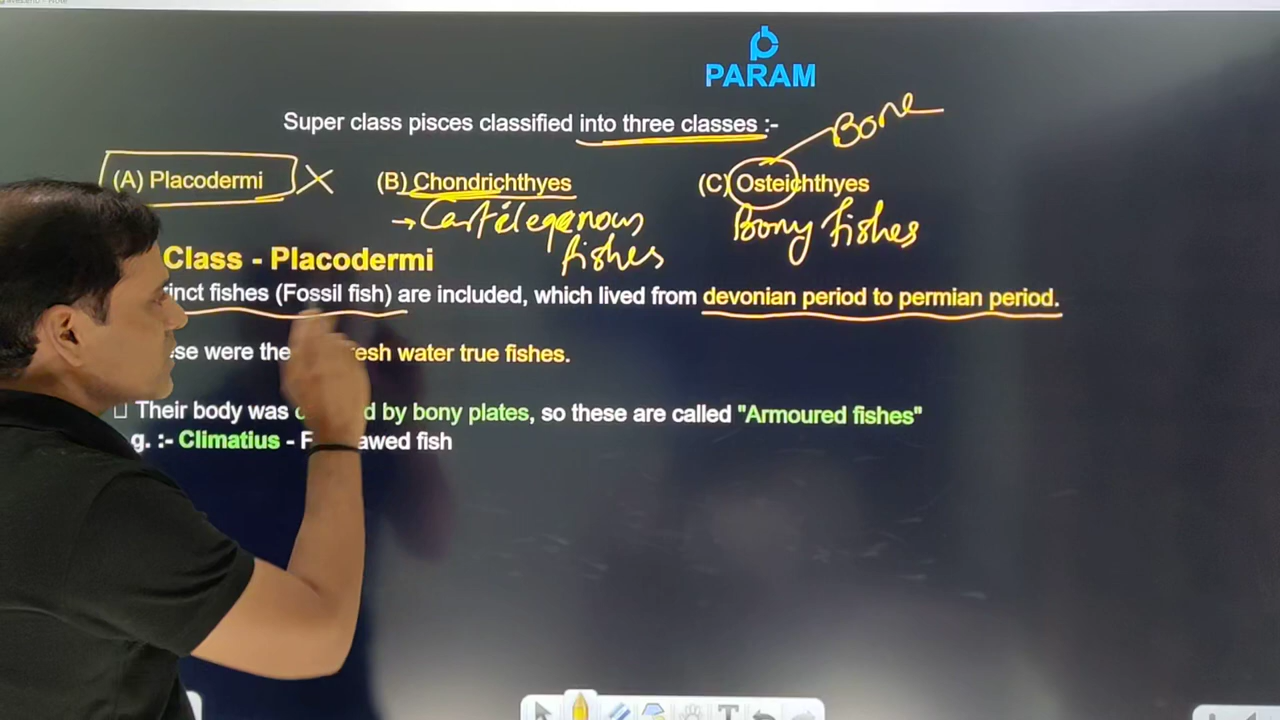 PARAM
Super class pisces classified into three classes :-
Bone
(A) Placodermi X (B) Chondrichthyes (C) Osteichthyes
→ Cartilegenous fishes
Bony fishes
Class - Placodermi
inct fishes (Fossil fish) are included, which lived from devonian period to permian period.
se were the esh water true fishes.
Their body was d by bony plates, so these are called "Armoured fishes"
g. :- Climatius - F awed fish